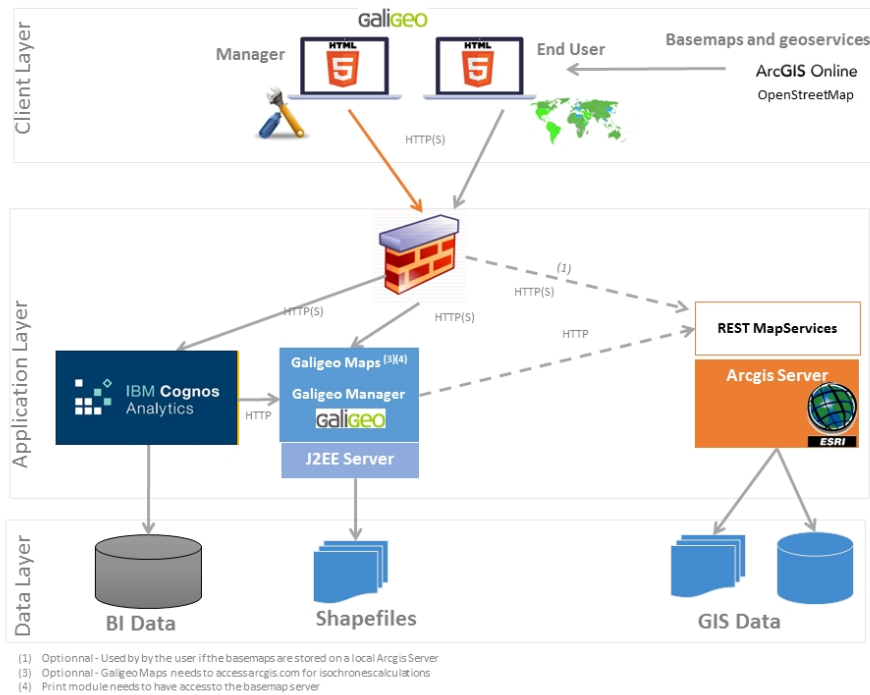 GALIGEO
Client Layer
Manager
HTML
5
HTML
5
End User
Basemaps and geoservices
ArcGIS Online
OpenStreetMap
HTTP(S)
Application Layer
(1)
HTTP(S)
HTTP(S)
HTTP(S)
HTTP
REST MapServices
IBM Cognos
Analytics
HTTP
Galigeo Maps (3)(4)
Galigeo Manager
GALIGEO
J2EE Server
Arcgis Server
ESRI
Data Layer
BI Data
Shapefiles
GIS Data
(1) Optionnal - Used by by the user if the basemaps are stored on a local Arcgis Server
(3) Optionnal - Galigeo Maps needs to access arcgis.com for isochrones calculations
(4) Print module needs to have access to the basemap server